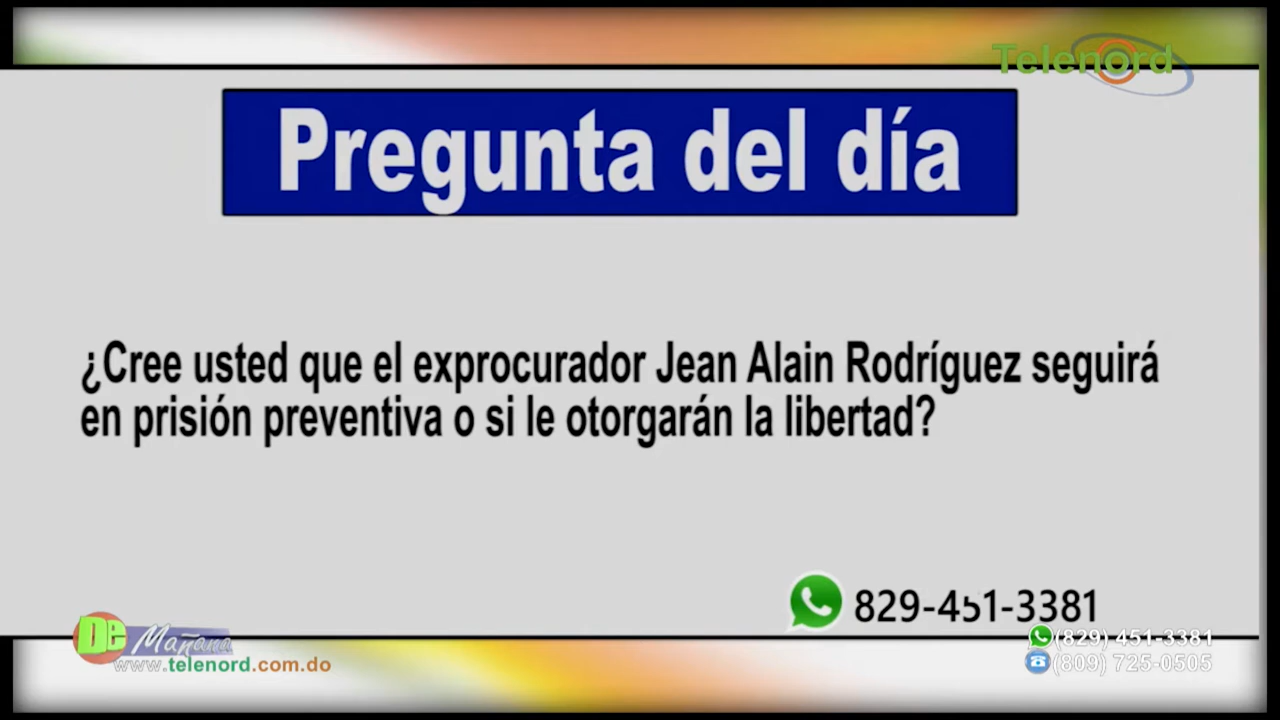 Telenord
Pregunta del día
¿Cree usted que el exprocurador Jean Alain Rodríguez seguirá
en prisión preventiva o si le otorgarán la libertad?
829-451-3381
De Mañana
www.telenord.com.do
(829) 451-3381
(809) 725-0505